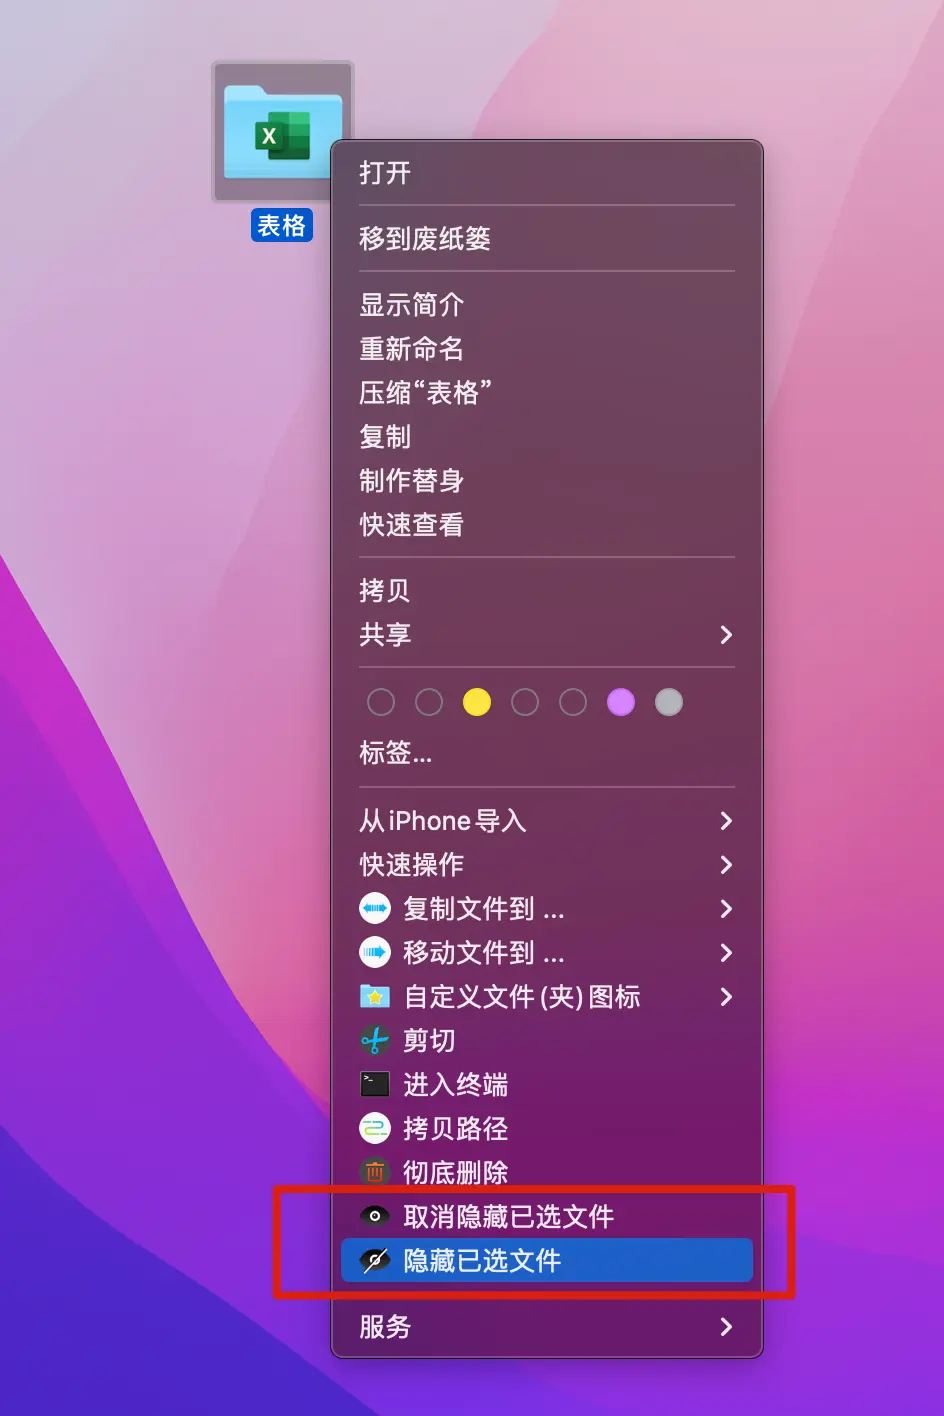 X
表格
打开
移到废纸篓
显示简介
重新命名
压缩“表格”
复制
制作替身
快速查看
拷贝
共享
标签...
从iPhone导入
快速操作
复制文件到 ...
移动文件到 ...
自定义文件(夹)图标
剪切
进入终端
拷贝路径
彻底删除
取消隐藏已选文件
隐藏已选文件
服务